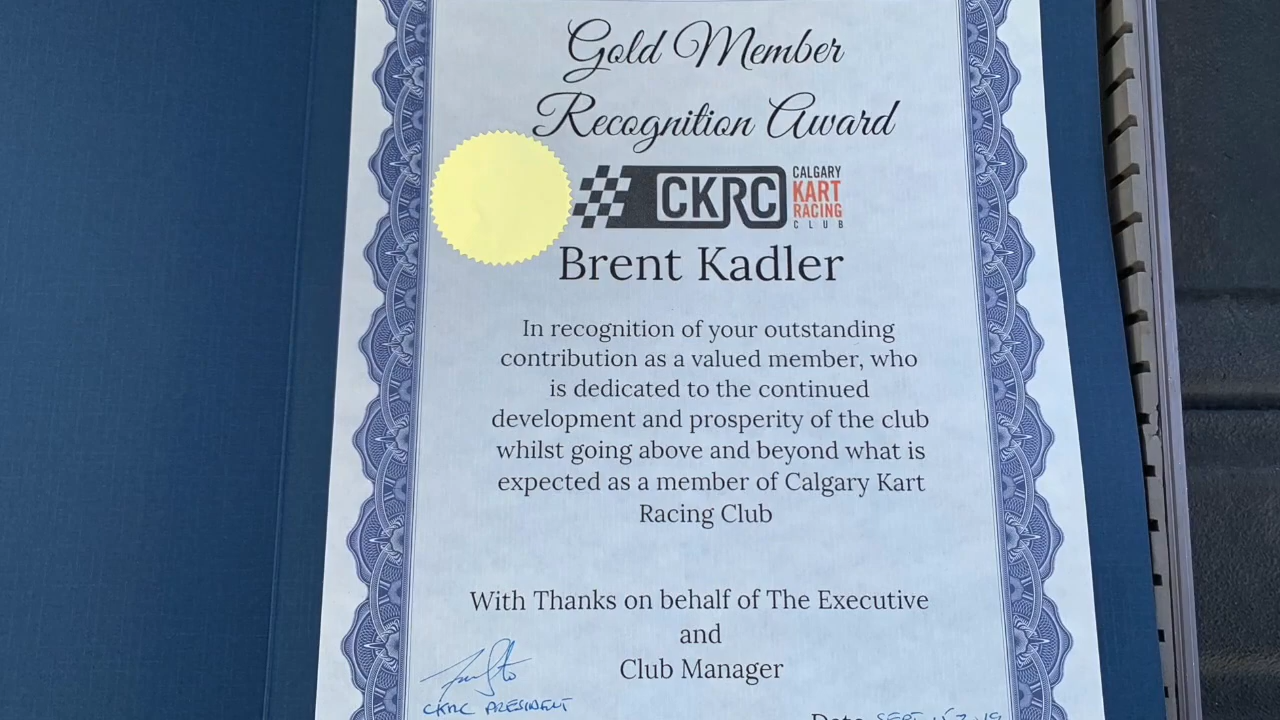 Gold Member
Recognition Award
CKRC
CALGARY
KART
RACING
CLUB
Brent Kadler
In recognition of your outstanding
contribution as a valued member, who
is dedicated to the continued
development and prosperity of the club
whilst going above and beyond what is
expected as a member of Calgary Kart
Racing Club
With Thanks on behalf of The Executive
and
Club Manager
CKRC PRESIDENT
Date SEPT